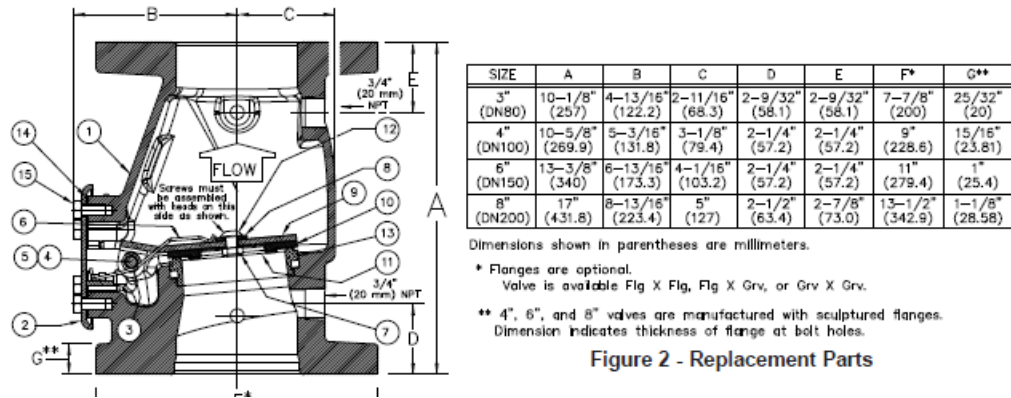 B
C
3/4"
(20 mm)
NPT
E
12
1
14
FLOW
8
15
Screws must
be assembled
with heads on this
side as shown.
9
A
6
10
13
5
4
11
3/4"
(20 mm) NPT
2
3
7
G**
D
F*
SIZE A B C D E F* G**
3" 10-1/8" 4-13/16" 2-11/16" 2-9/32" 2-9/32" 7-7/8" 25/32"
(DN80) (257) (122.2) (68.3) (58.1) (58.1) (200) (20)
4" 10-5/8" 5-3/16" 3-1/8" 2-1/4" 2-1/4" 9" 15/16"
(DN100) (269.9) (131.8) (79.4) (57.2) (57.2) (228.6) (23.81)
6" 13-3/8" 6-13/16" 4-1/16" 2-1/4" 2-1/4" 11" 1"
(DN150) (340) (173.3) (103.2) (57.2) (57.2) (279.4) (25.4)
8" 17" 8-13/16" 5" 2-1/2" 2-7/8" 13-1/2" 1-1/8"
(DN200) (431.8) (223.4) (127) (63.4) (73.0) (342.9) (28.58)
Dimensions shown in parentheses are millimeters.
* Flanges are optional.
Valve is available Flg X Flg, Flg X Grv, or Grv X Grv.
** 4", 6", and 8" valves are manufactured with sculptured flanges.
Dimension indicates thickness of flange at bolt holes.
Figure 2 - Replacement Parts